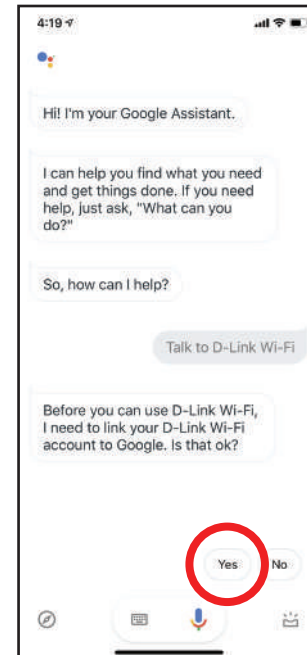 4:19
Hi! I'm your Google Assistant.
I can help you find what you need
and get things done. If you need
help, just ask, "What can you
do?"
So, how can I help?
Talk to D-Link Wi-Fi
Before you can use D-Link Wi-Fi,
I need to link your D-Link Wi-Fi
account to Google. Is that ok?
Yes No